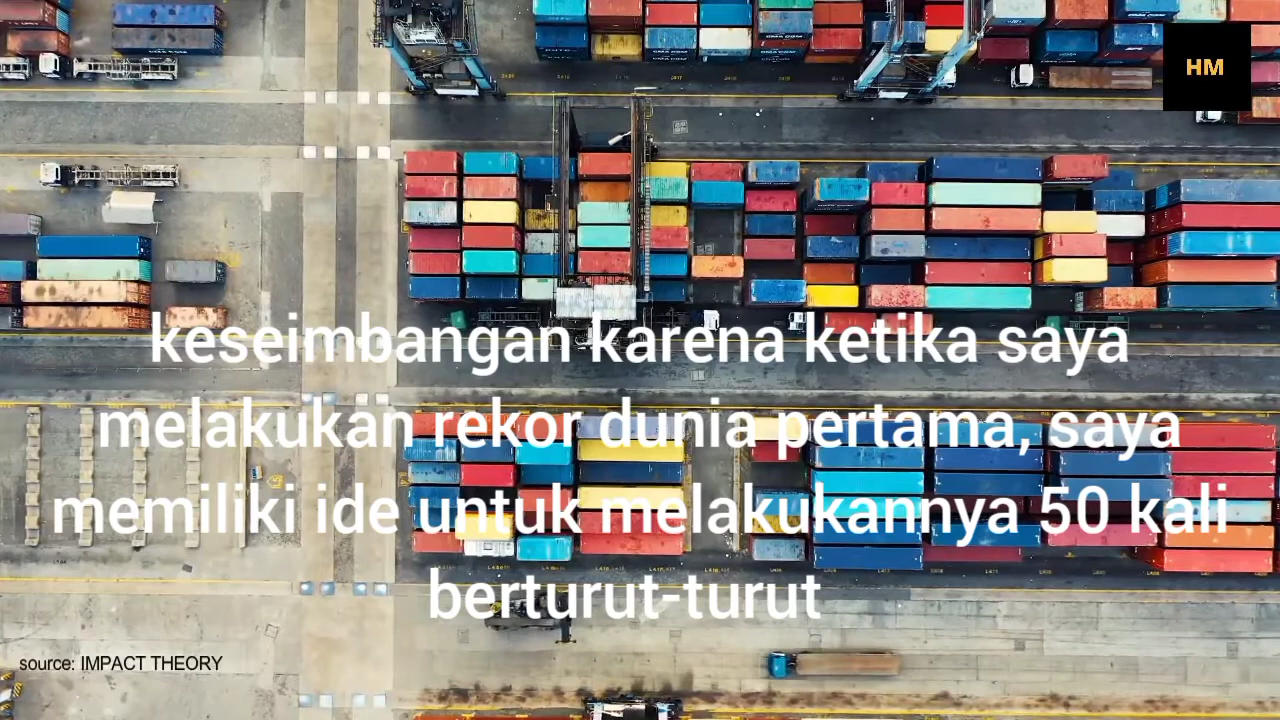 HM
keseimbangan karena ketika saya
melakukan rekor dunia pertama, saya
memiliki ide untuk melakukannya 50 kali
berturut-turut
source: IMPACT THEORY